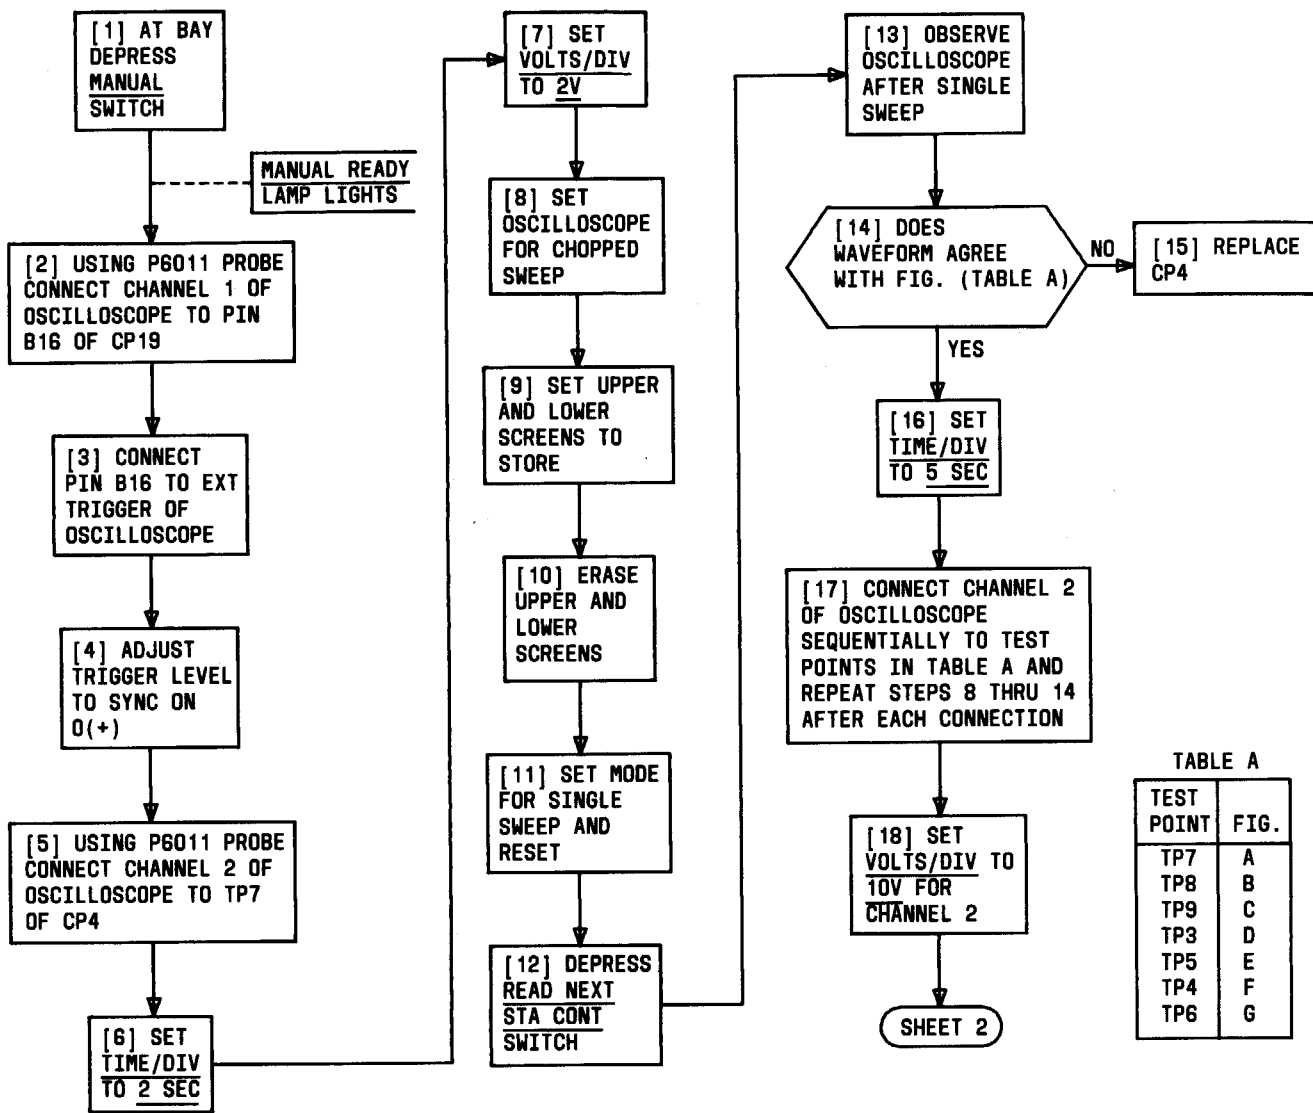 [1] AT BAY
DEPRESS
MANUAL
SWITCH
MANUAL READY
LAMP LIGHTS
[2] USING P6011 PROBE
CONNECT CHANNEL 1 OF
OSCILLOSCOPE TO PIN
B16 OF CP19
[3] CONNECT
PIN B16 TO EXT
TRIGGER OF
OSCILLOSCOPE
[4] ADJUST
TRIGGER LEVEL
TO SYNC ON
0(+)
[5] USING P6011 PROBE
CONNECT CHANNEL 2 OF
OSCILLOSCOPE TO TP7
OF CP4
[6] SET
TIME/DIV
TO 2 SEC
[7] SET
VOLTS/DIV
TO 2V
[8] SET
OSCILLOSCOPE
FOR CHOPPED
SWEEP
[9] SET UPPER
AND LOWER
SCREENS TO
STORE
[10] ERASE
UPPER AND
LOWER
SCREENS
[11] SET MODE
FOR SINGLE
SWEEP AND
RESET
[12] DEPRESS
READ NEXT
STA CONT
SWITCH
[13] OBSERVE
OSCILLOSCOPE
AFTER SINGLE
SWEEP
[14] DOES
WAVEFORM AGREE
WITH FIG. (TABLE A)
NO
[15] REPLACE
CP4
YES
[16] SET
TIME/DIV
TO 5 SEC
[17] CONNECT CHANNEL 2
OF OSCILLOSCOPE
SEQUENTIALLY TO TEST
POINTS IN TABLE A AND
REPEAT STEPS 8 THRU 14
AFTER EACH CONNECTION
[18] SET
VOLTS/DIV TO
10V FOR
CHANNEL 2
SHEET 2
TABLE A
TEST
POINT FIG.
TP7 A
TP8 B
TP9 C
TP3 D
TP5 E
TP4 F
TP6 G